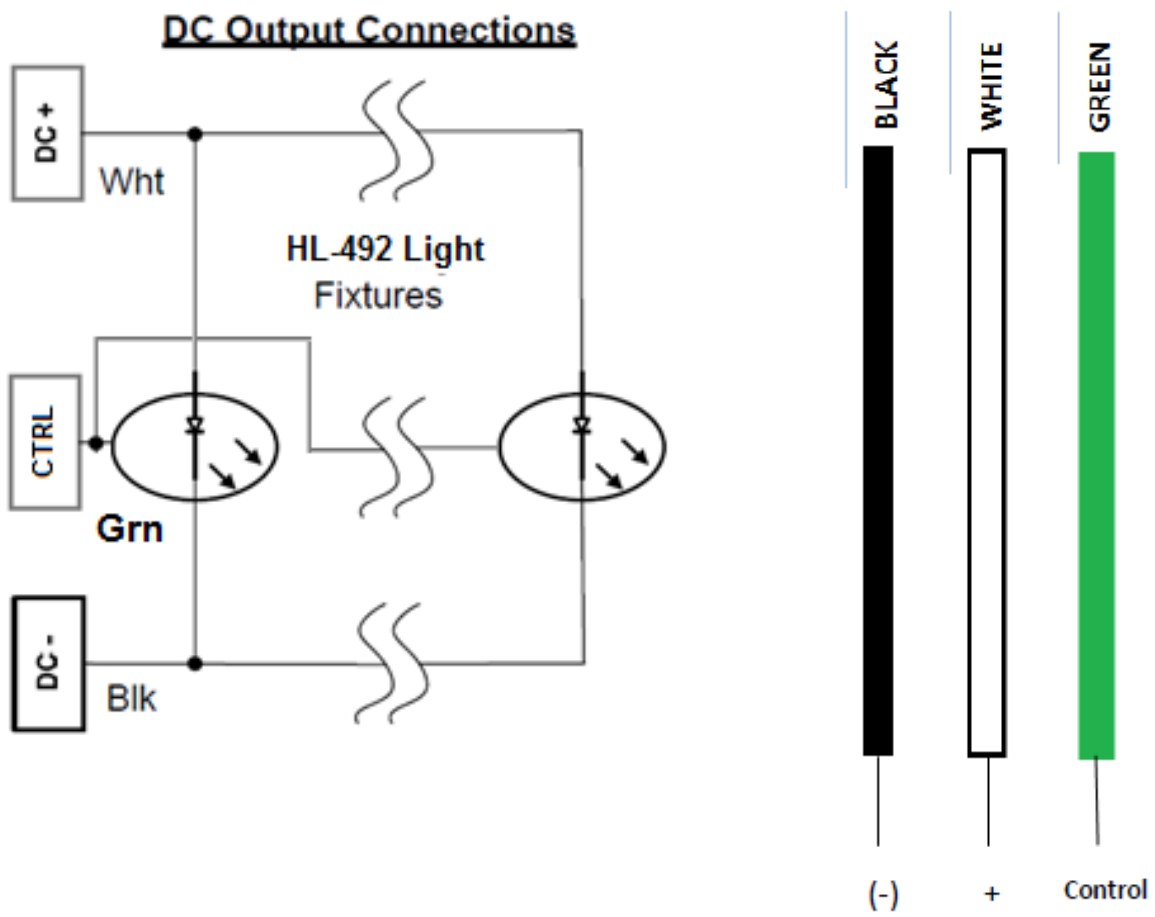 DC Output Connections
DC +
Wht
HL-492 Light
Fixtures
CTRL
Grn
DC -
Blk
BLACK
WHITE
GREEN
(-)
+
Control